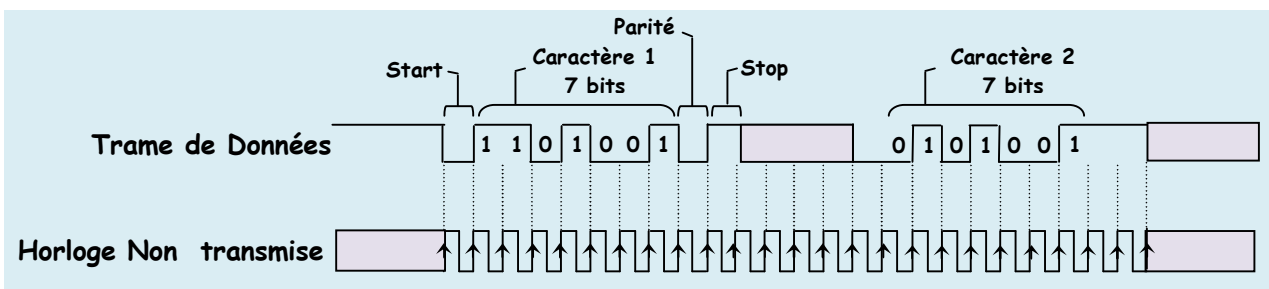 Parité
Start
Caractère 1
7 bits
Stop
Caractère 2
7 bits
Trame de Données
1 1 0 1 0 0 1
0 1 0 1 0 0 1
Horloge Non transmise